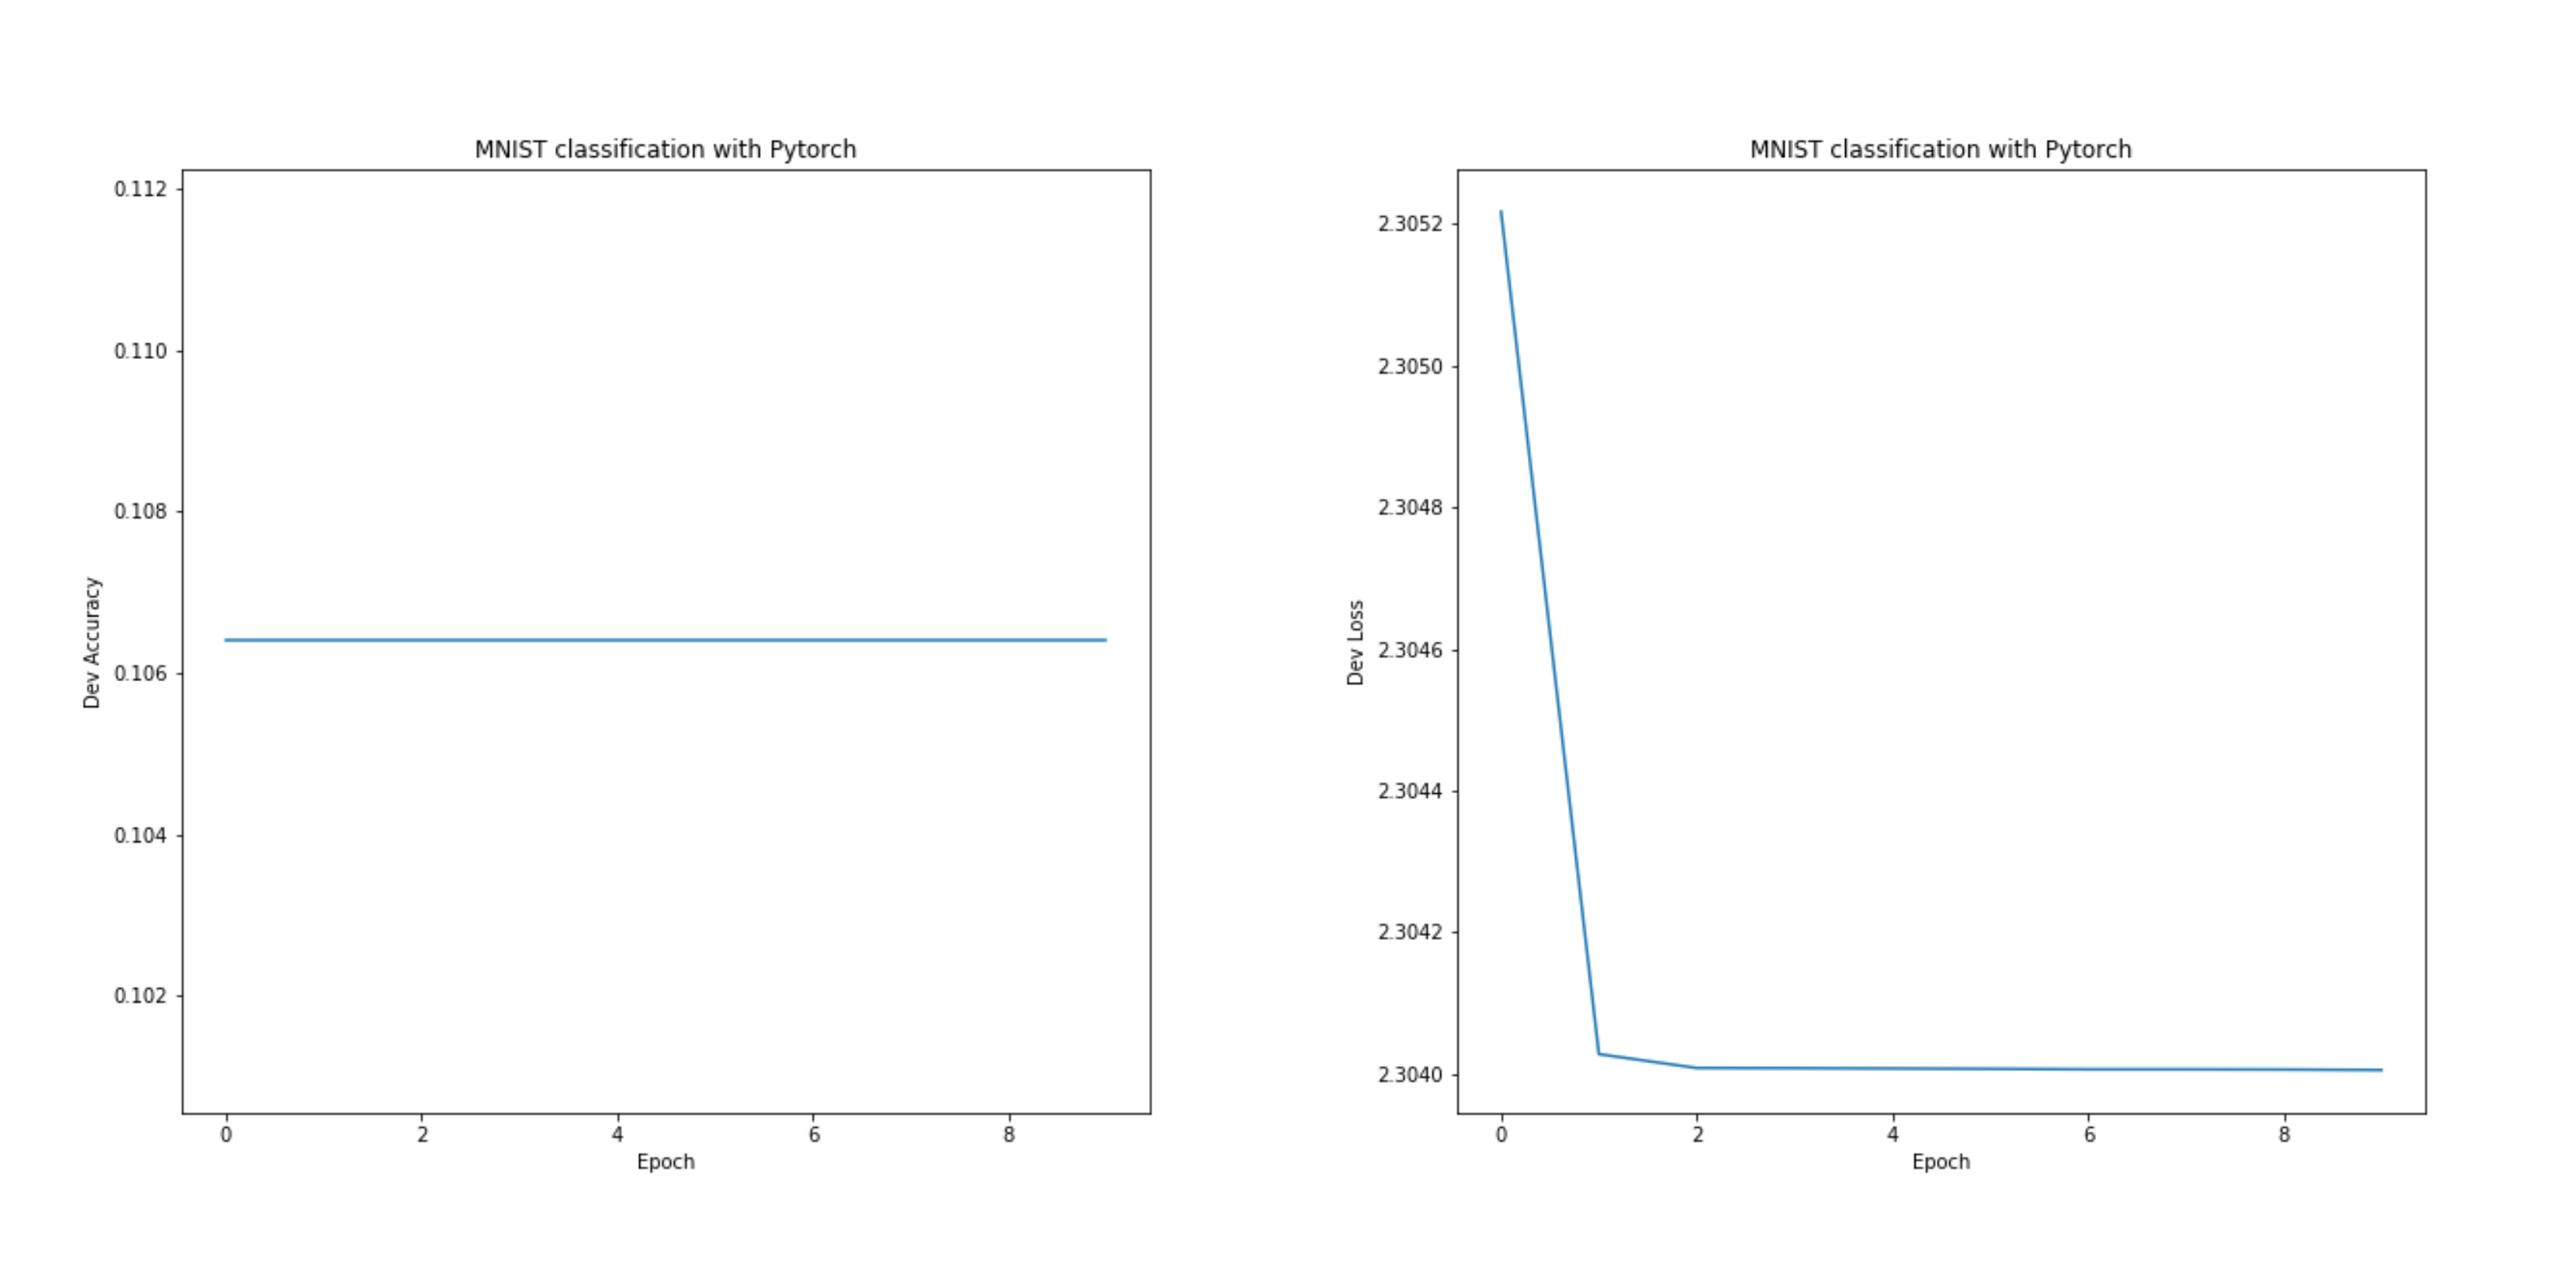 MNIST classification with Pytorch
0.112
0.110
0.108
0.106
0.104
0.102
Dev Accuracy
0 2 4 6 8
Epoch
MNIST classification with Pytorch
2.3052
2.3050
2.3048
2.3046
2.3044
2.3042
2.3040
Dev Loss
0 2 4 6 8
Epoch